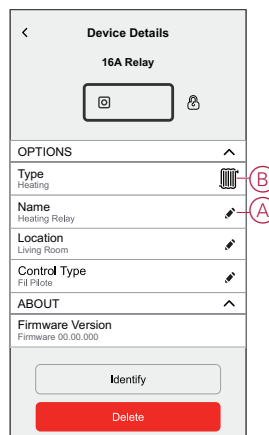 Device Details
16A Relay
OPTIONS
Type
Heating
B
Name
Heating Relay
A
Location
Living Room
Control Type
Fil Pilote
ABOUT
Firmware Version
Firmware 00.00.000
Identify
Delete